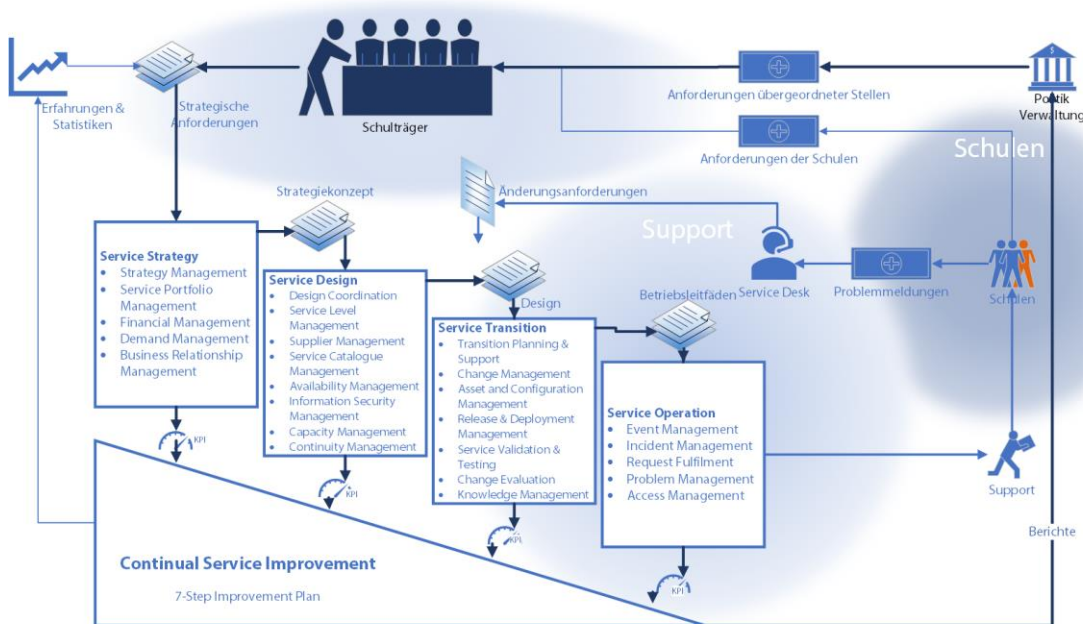 Erfahrungen &
Statistiken
Strategische
Anforderungen
Schulträger
Anforderungen übergeordneter Stellen
Politik
Verwaltung
Anforderungen der Schulen
Schulen
Strategiekonzept
Änderungsanforderungen
Support
Service Desk
Problemmeldungen
Schulen
Service Strategy
• Strategy Management
• Service Portfolio
Management
• Financial Management
• Demand Management
• Business Relationship
Management
KPI
Service Design
• Design Coordination
• Service Level
Management
• Supplier Management
• Service Catalogue
Management
• Availability Management
• Information Security
Management
• Capacity Management
• Continuity Management
KPI
Design
Service Transition
• Transition Planning &
Support
• Change Management
• Asset and Configuration
Management
• Release & Deployment
Management
• Service Validation &
Testing
• Change Evaluation
• Knowledge Management
KPI
Betriebsleitfäden
Service Operation
• Event Management
• Incident Management
• Request Fulfilment
• Problem Management
• Access Management
KPI
Support
Berichte
Continual Service Improvement
7-Step Improvement Plan